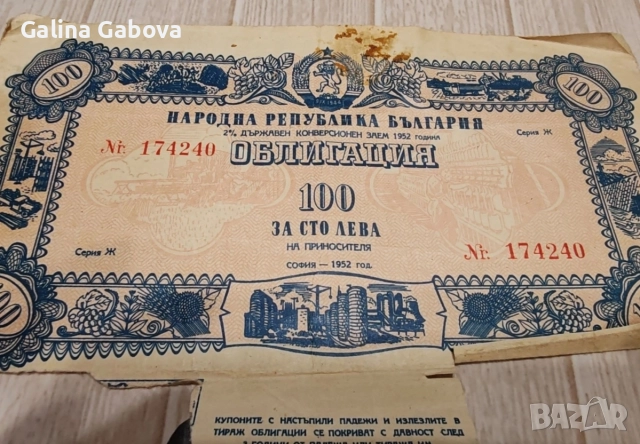 Galina Gabova
100
100
НАРОДНА РЕПУБЛИКА БЪЛГАРИЯ
2% ДЪРЖАВЕН КОНВЕРСИОНЕН ЗАЕМ 1952 година
Серия Ж
№ 174240
ОБЛИГАЦИЯ
100
ЗА СТО ЛЕВА
НА ПРИНОСИТЕЛЯ
Серия Ж
№ 174240
СОФИЯ — 1952 год.
КУПОНИТЕ С НАСТЪПИЛИ ПАДЕЖИ И ИЗЛЕЗЛИТЕ В
ТИРАЖ ОБЛИГАЦИИ СЕ ПОКРИВАТ С ДАВНОСТ СЛЕД
BAZAR